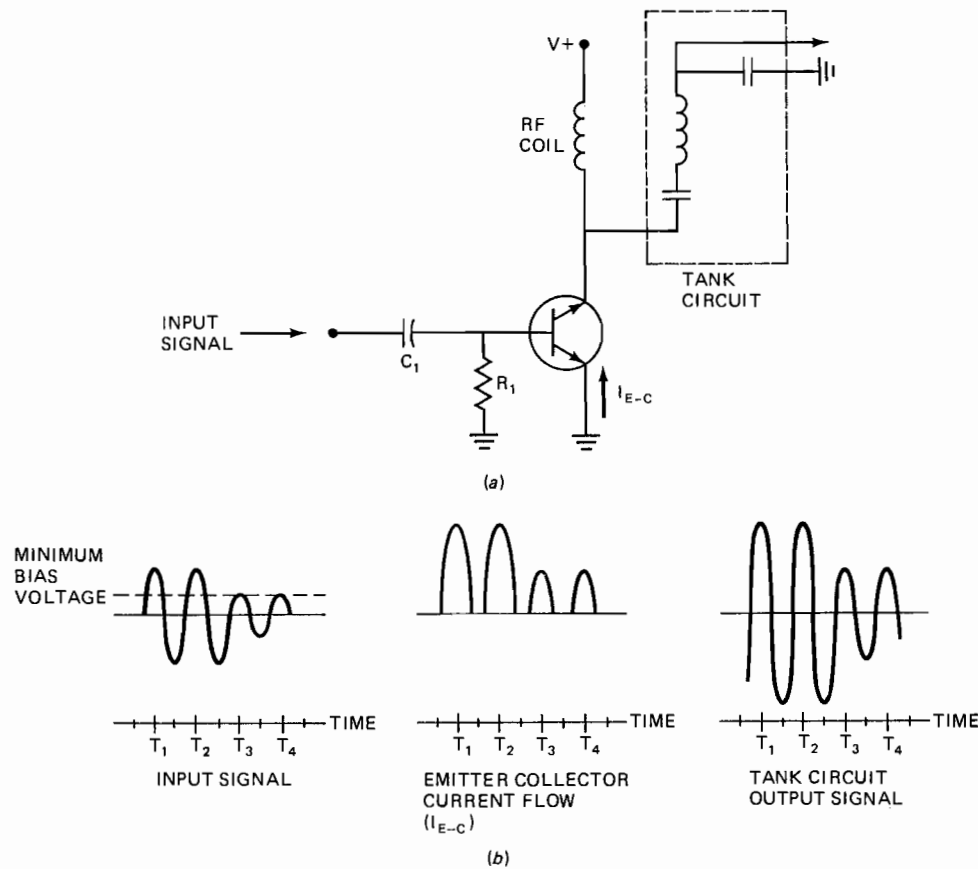 V+
RF
COIL
TANK
CIRCUIT
INPUT
SIGNAL
C1
R1
IE-C
(a)
MINIMUM
BIAS
VOLTAGE
TIME
T1 T2 T3 T4
INPUT SIGNAL
TIME
T1 T2 T3 T4
EMITTER COLLECTOR
CURRENT FLOW
(IE-C)
TIME
T1 T2 T3 T4
TANK CIRCUIT
OUTPUT SIGNAL
(b)